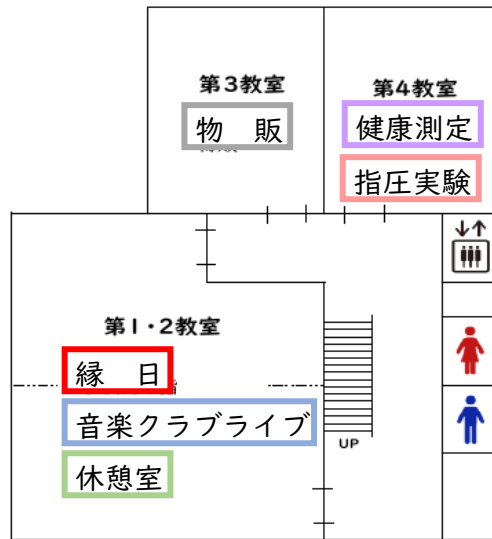 第3教室
物 販
第4教室
健康測定
指圧実験
↓↑
第1・2教室
縁 日
音楽クラブライブ
休憩室
UP